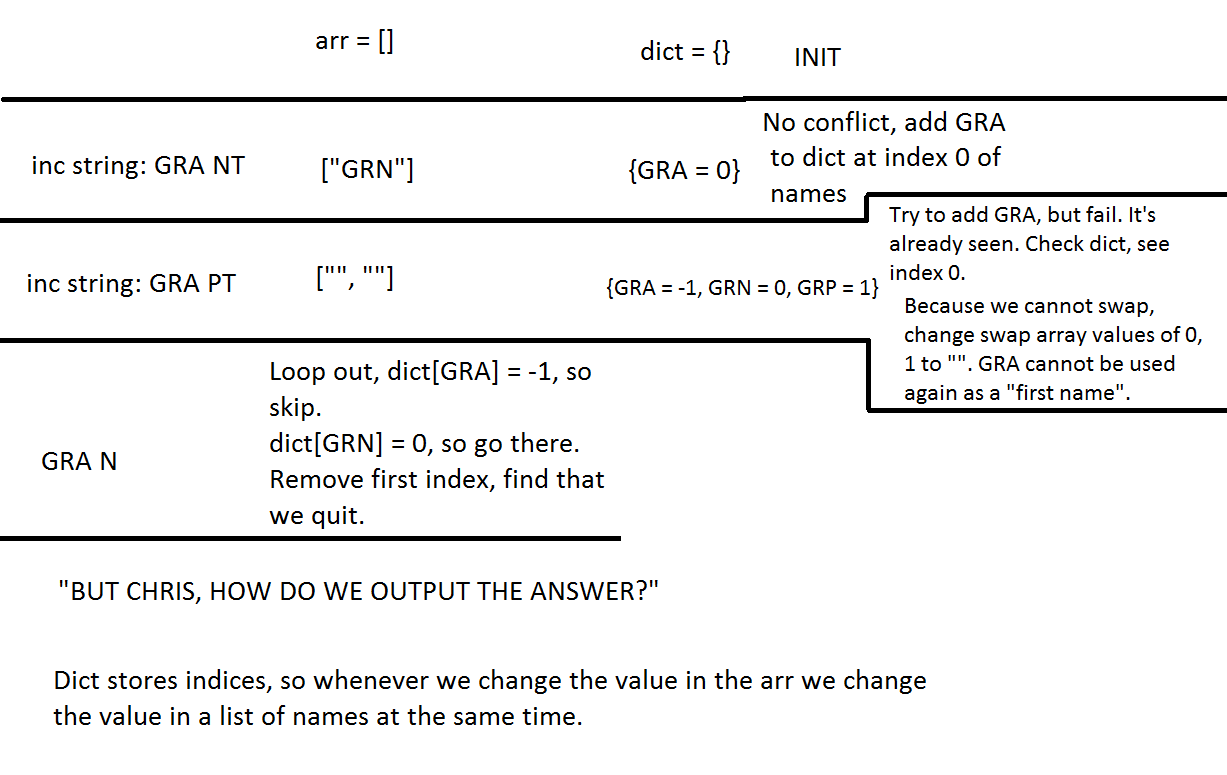 arr = []
dict = {}
INIT
inc string: GRA NT
["GRN"]
{GRA = 0}
No conflict, add GRA
to dict at index 0 of
names
inc string: GRA PT
["", ""]
{GRA = -1, GRN = 0, GRP = 1}
Try to add GRA, but fail. It's
already seen. Check dict, see
index 0.
Because we cannot swap,
change swap array values of 0,
1 to "". GRA cannot be used
again as a "first name".
GRA N
Loop out, dict[GRA] = -1, so
skip.
dict[GRN] = 0, so go there.
Remove first index, find that
we quit.
"BUT CHRIS, HOW DO WE OUTPUT THE ANSWER?"
Dict stores indices, so whenever we change the value in the arr we change
the value in a list of names at the same time.